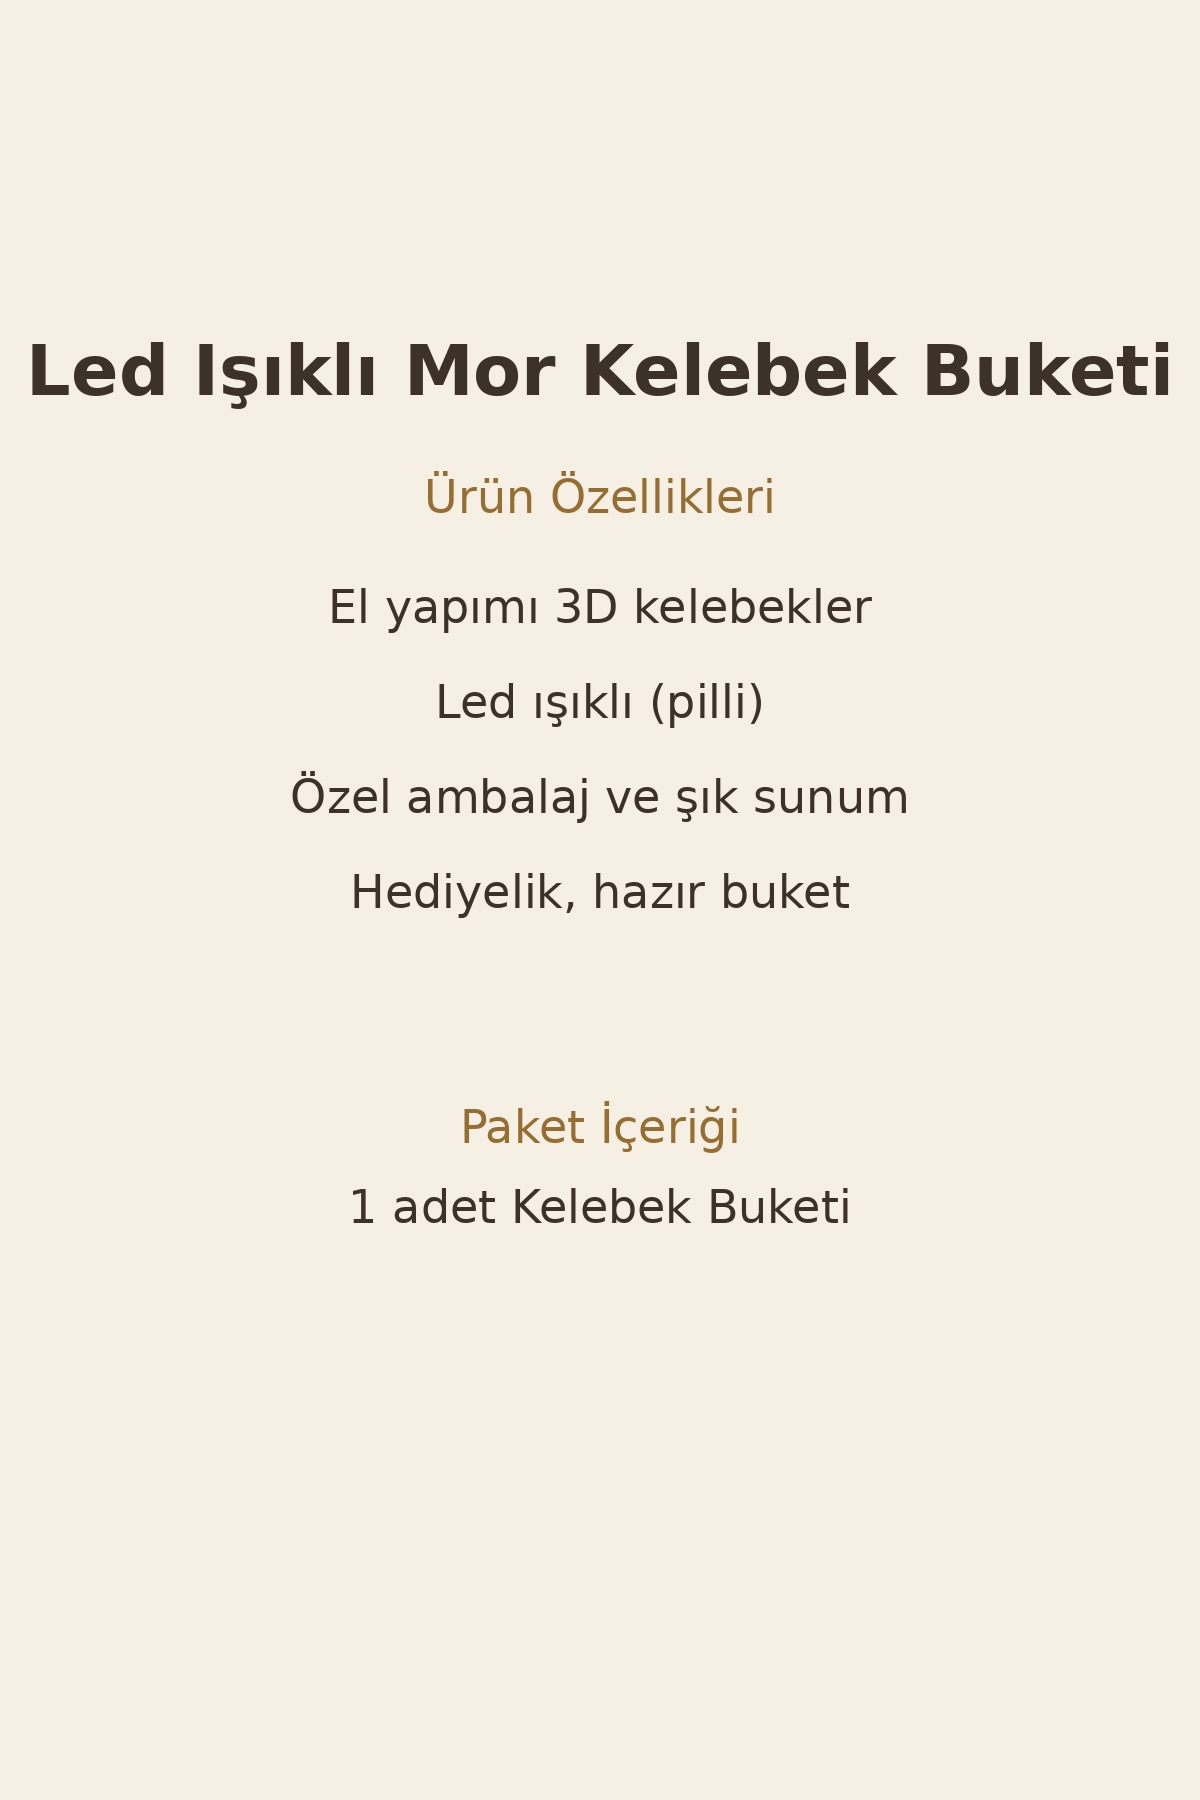 Led Işıklı Mor Kelebek Buketi
Ürün Özellikleri
El yapımı 3D kelebekler
Led ışıklı (pilli)
Özel ambalaj ve şık sunum
Hediyelik, hazır buket
Paket İçeriği
1 adet Kelebek Buketi